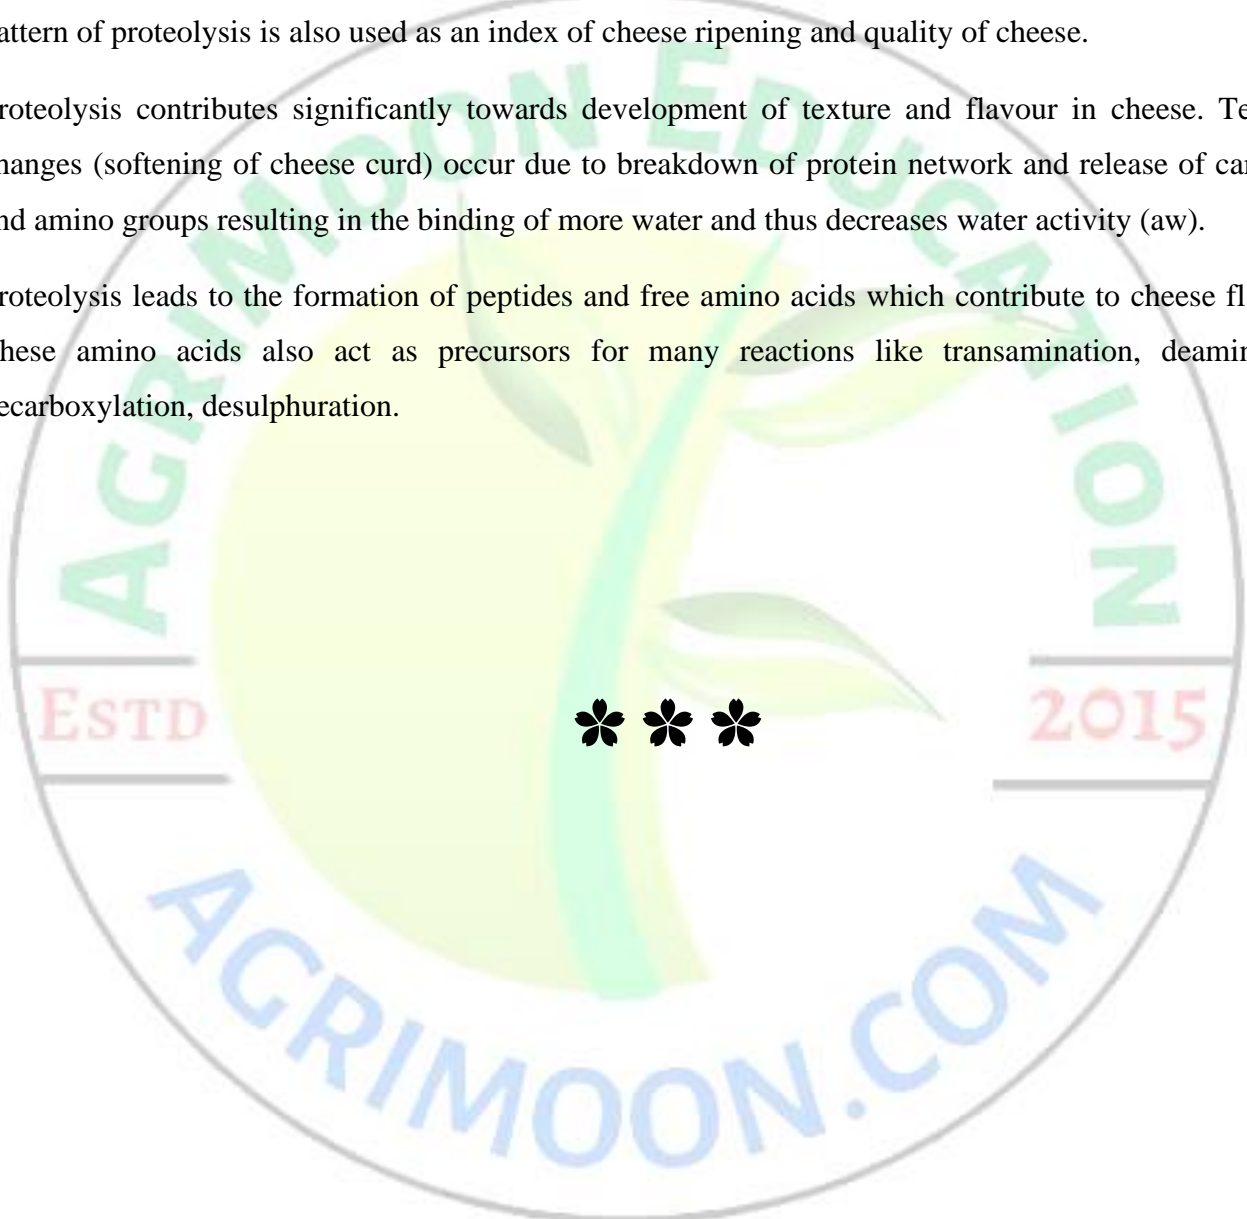 attern of proteolysis is also used as an index of cheese ripening and quality of cheese.
roteolysis contributes significantly towards development of texture and flavour in cheese. Te
hanges (softening of cheese curd) occur due to breakdown of protein network and release of car
nd amino groups resulting in the binding of more water and thus decreases water activity (aw).
roteolysis leads to the formation of peptides and free amino acids which contribute to cheese fl
hese amino acids also act as precursors for many reactions like transamination, deamin
ecarboxylation, desulphuration.
AGRIMOON EDUCATION
ESTD 2015
AGRIMOON.COM